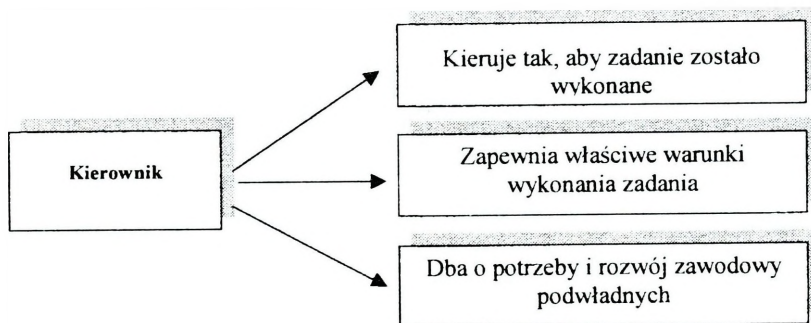 Kieruje tak, aby zadanie zostało
wykonane
Kierownik
Zapewnia właściwe warunki
wykonania zadania
Dba o potrzeby i rozwój zawodowy
podwładnych